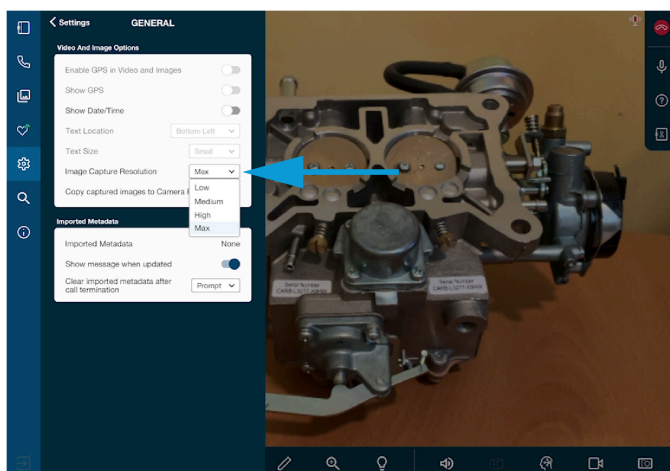 Settings
GENERAL
Video And Image Options
Enable GPS in Video and Images
Show GPS
Show Date/Time
Text Location Bottom Left
Text Size Small
Image Capture Resolution Max
Low
Medium
High
Max
Copy captured images to Camera
Imported Metadata
Imported Metadata None
Show message when updated
Clear imported metadata after
call termination
Prompt
Serial Number
Serial Number